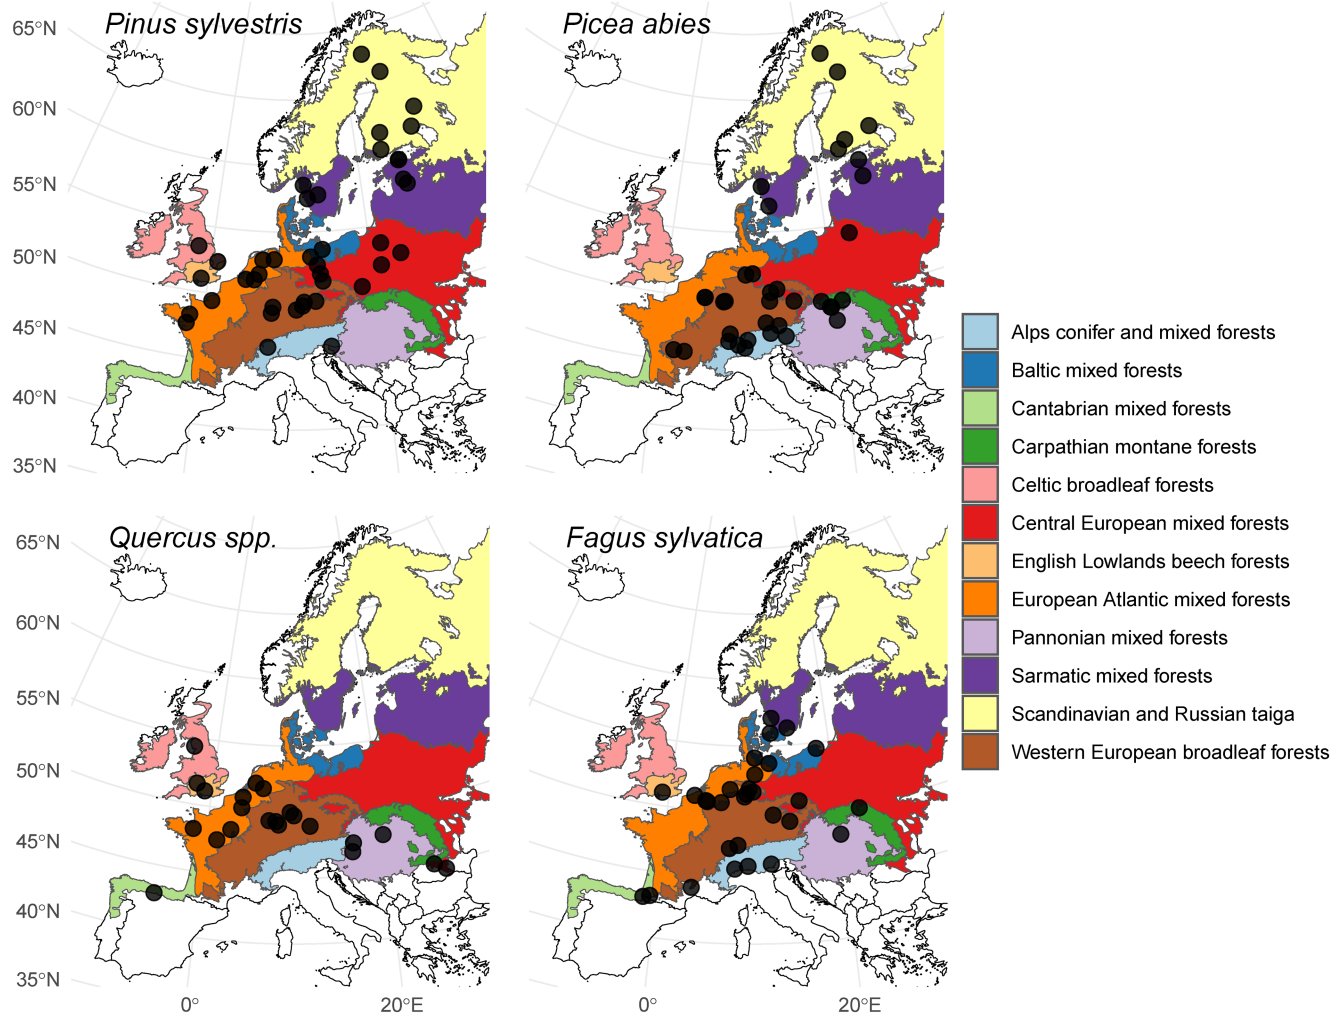 Pinus sylvestris
Picea abies
65°N
60°N
55°N
50°N
45°N
40°N
35°N
Quercus spp.
Fagus sylvatica
65°N
60°N
55°N
50°N
45°N
40°N
35°N
0°
20°E
0°
20°E
Alps conifer and mixed forests
Baltic mixed forests
Cantabrian mixed forests
Carpathian montane forests
Celtic broadleaf forests
Central European mixed forests
English Lowlands beech forests
European Atlantic mixed forests
Pannonian mixed forests
Sarmatic mixed forests
Scandinavian and Russian taiga
Western European broadleaf forests